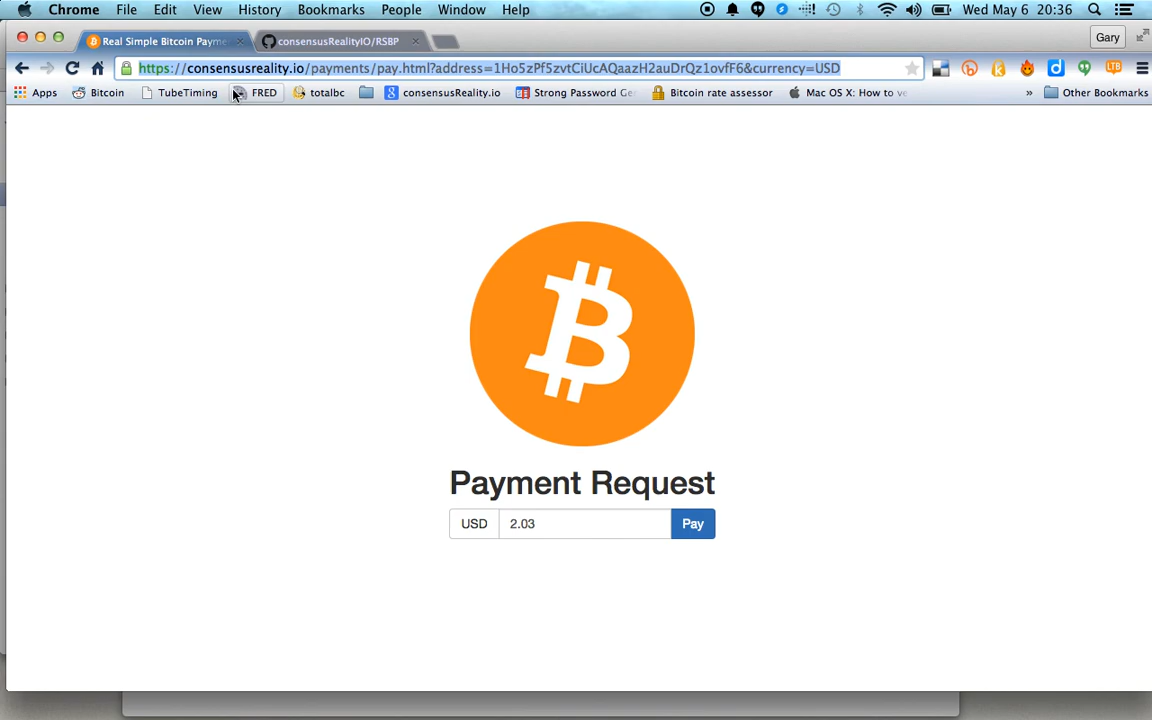 Chrome File Edit View History Bookmarks People Window Help Wed May 6 20:36
Real Simple Bitcoin Payme consensusRealityIO/RSBP Gary
https://consensusreality.io/payments/pay.html?address=1Ho5zPf5zvtCiUcAQaazH2auDrQz1ovfF6&currency=USD
Apps Bitcoin TubeTiming FRED totalbc consensusReality.io Strong Password Ge Bitcoin rate assessor Mac OS X: How to ve » Other Bookmarks
Payment Request
USD 2.03 Pay